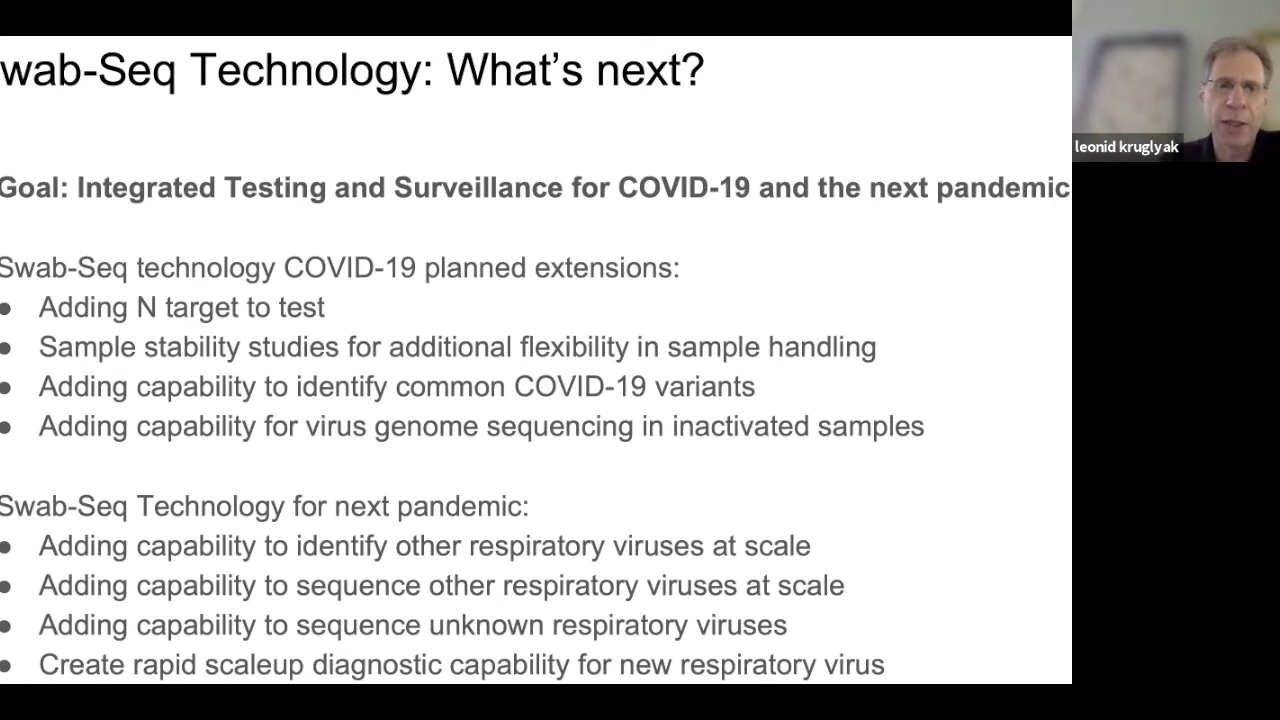 wab-Seq Technology: What's next?
leonid kruglyak
Goal: Integrated Testing and Surveillance for COVID-19 and the next pandemic
Swab-Seq technology COVID-19 planned extensions:
● Adding N target to test
● Sample stability studies for additional flexibility in sample handling
● Adding capability to identify common COVID-19 variants
● Adding capability for virus genome sequencing in inactivated samples
Swab-Seq Technology for next pandemic:
● Adding capability to identify other respiratory viruses at scale
● Adding capability to sequence other respiratory viruses at scale
● Adding capability to sequence unknown respiratory viruses
● Create rapid scaleup diagnostic capability for new respiratory virus